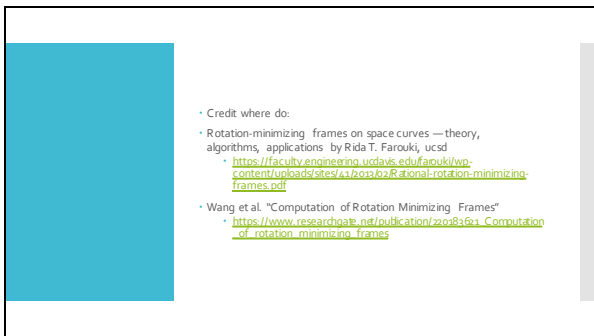 Credit where do:
Rotation-minimizing frames on space curves — theory,
algorithms, applications by Rida T. Farouki, ucsd
https://faculty.engineering.ucdavis.edu/farouki/wp-
content/uploads/sites/41/2013/02/Rational-rotation-minimizing-
frames.pdf
Wang et al. “Computation of Rotation Minimizing Frames”
https://www.researchgate.net/publication/220183621_Computation
_of_rotation_minimizing_frames